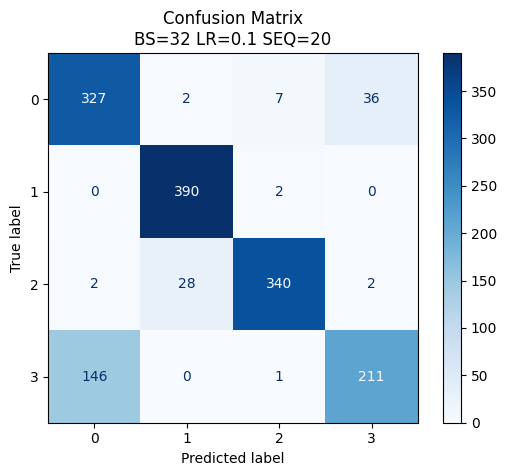 Confusion Matrix
BS=32 LR=0.1 SEQ=20
0 327 2 7 36
1 0 390 2 0
2 2 28 340 2
3 146 0 1 211
0 1 2 3
True label
Predicted label
350
300
250
200
150
100
50
0